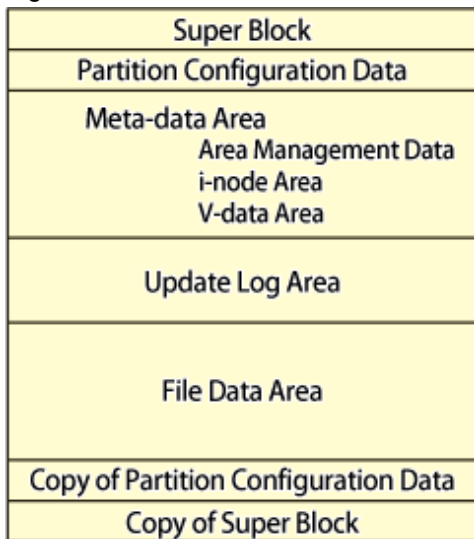 Super Block
Partition Configuration Data
Meta-data Area
Area Management Data
i-node Area
V-data Area
Update Log Area
File Data Area
Copy of Partition Configuration Data
Copy of Super Block